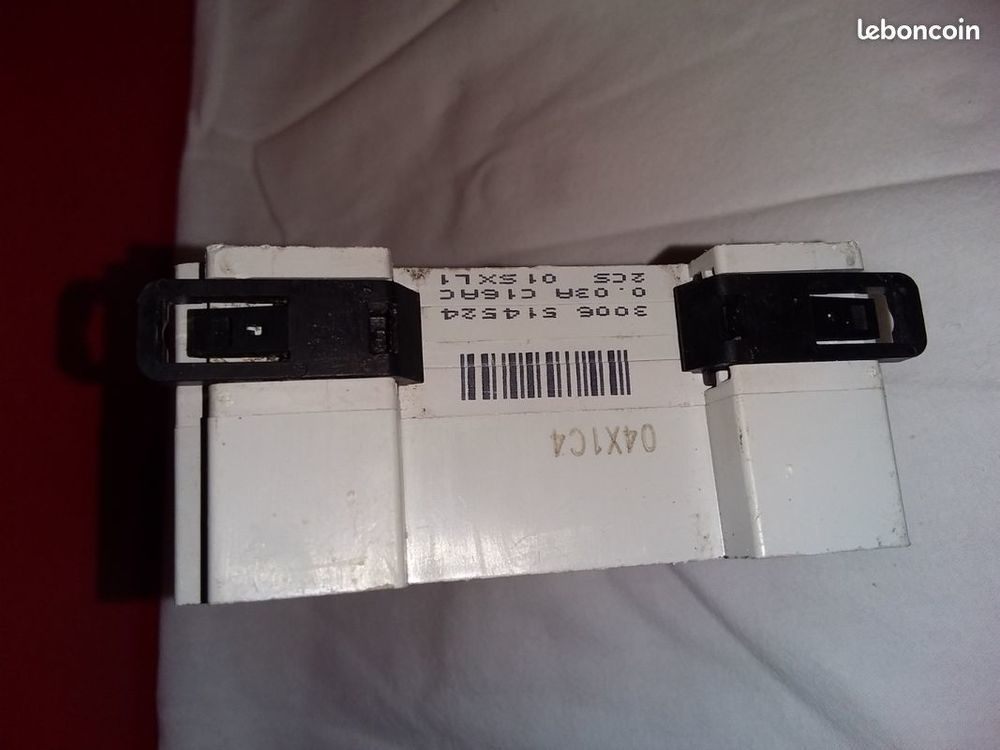 leboncoin
04X1C4
3006 514524
0.03A C16AC
2CS 01SXL1